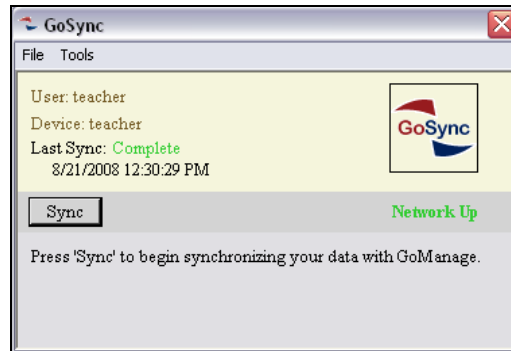 GoSync
File Tools
User: teacher
Device: teacher
GoSync
Last Sync: Complete
8/21/2008 12:30:29 PM
Sync
Network Up
Press 'Sync' to begin synchronizing your data with GoManage.